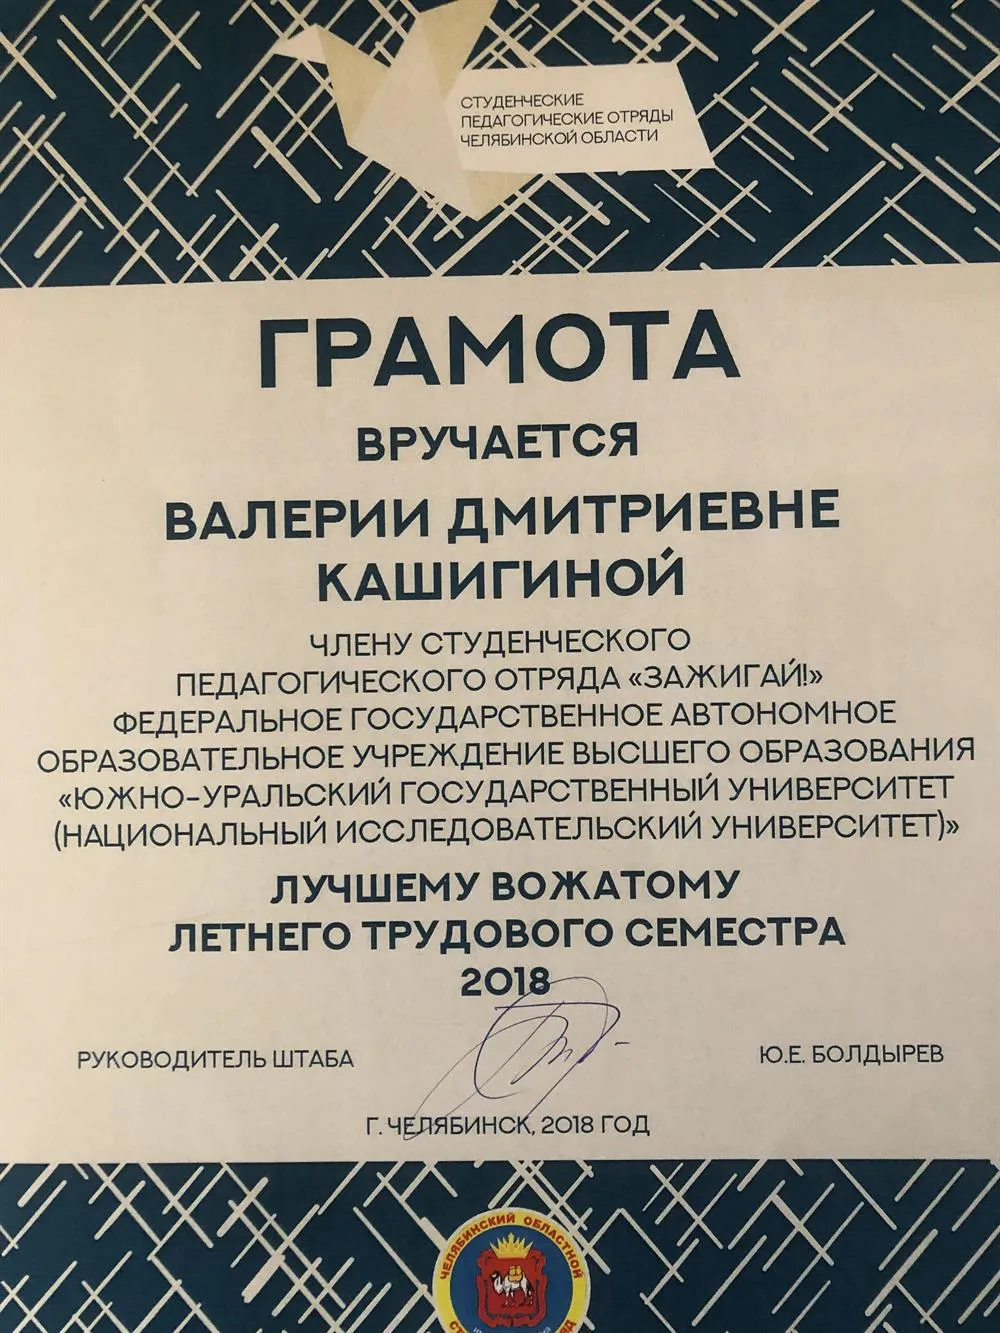 СТУДЕНЧЕСКИЕ
ПЕДАГОГИЧЕСКИЕ ОТРЯДЫ
ЧЕЛЯБИНСКОЙ ОБЛАСТИ
ГРАМОТА
ВРУЧАЕТСЯ
ВАЛЕРИИ ДМИТРИЕВНЕ
КАШИГИНОЙ
ЧЛЕНУ СТУДЕНЧЕСКОГО
ПЕДАГОГИЧЕСКОГО ОТРЯДА «ЗАЖИГАЙ!»
ФЕДЕРАЛЬНОЕ ГОСУДАРСТВЕННОЕ АВТОНОМНОЕ
ОБРАЗОВАТЕЛЬНОЕ УЧРЕЖДЕНИЕ ВЫСШЕГО ОБРАЗОВАНИЯ
«ЮЖНО-УРАЛЬСКИЙ ГОСУДАРСТВЕННЫЙ УНИВЕРСИТЕТ
(НАЦИОНАЛЬНЫЙ ИССЛЕДОВАТЕЛЬСКИЙ УНИВЕРСИТЕТ)»
ЛУЧШЕМУ ВОЖАТОМУ
ЛЕТНЕГО ТРУДОВОГО СЕМЕСТРА
2018
РУКОВОДИТЕЛЬ ШТАБА
Ю.Е. БОЛДЫРЕВ
Г. ЧЕЛЯБИНСК, 2018 ГОД
ЧЕЛЯБИНСКИЙ ОБЛАСТНОЙ